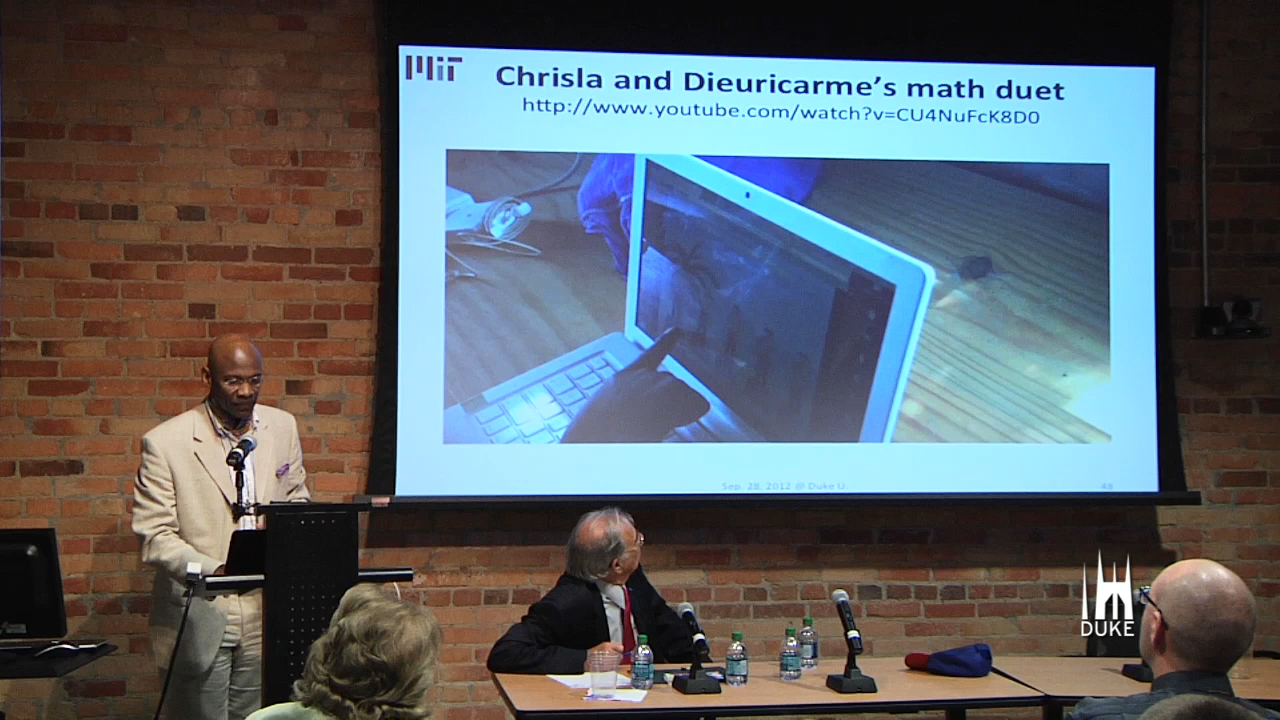 MIT
Chrisla and Dieuricarme’s math duet
http://www.youtube.com/watch?v=CU4NuFcK8D0
Sep. 28, 2012 @ Duke U.
48
DUKE